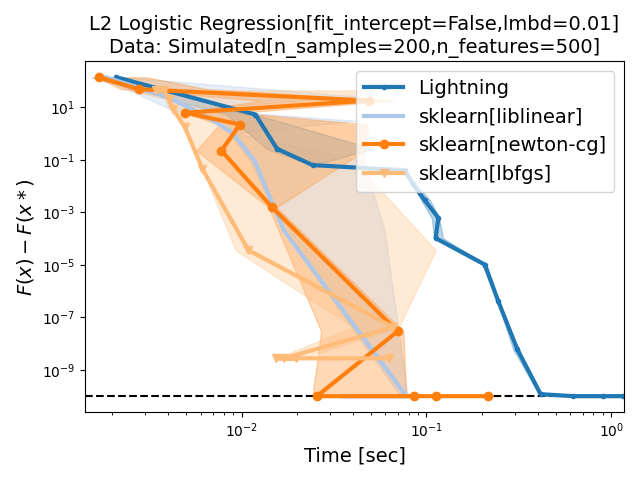 L2 Logistic Regression[fit_intercept=False,lmbd=0.01]
Data: Simulated[n_samples=200,n_features=500]
Lightning
sklearn[liblinear]
sklearn[newton-cg]
sklearn[lbfgs]
F(x) − F(x*)
10¹
10⁻¹
10⁻³
10⁻⁵
10⁻⁷
10⁻⁹
10⁻²
10⁻¹
10⁰
Time [sec]